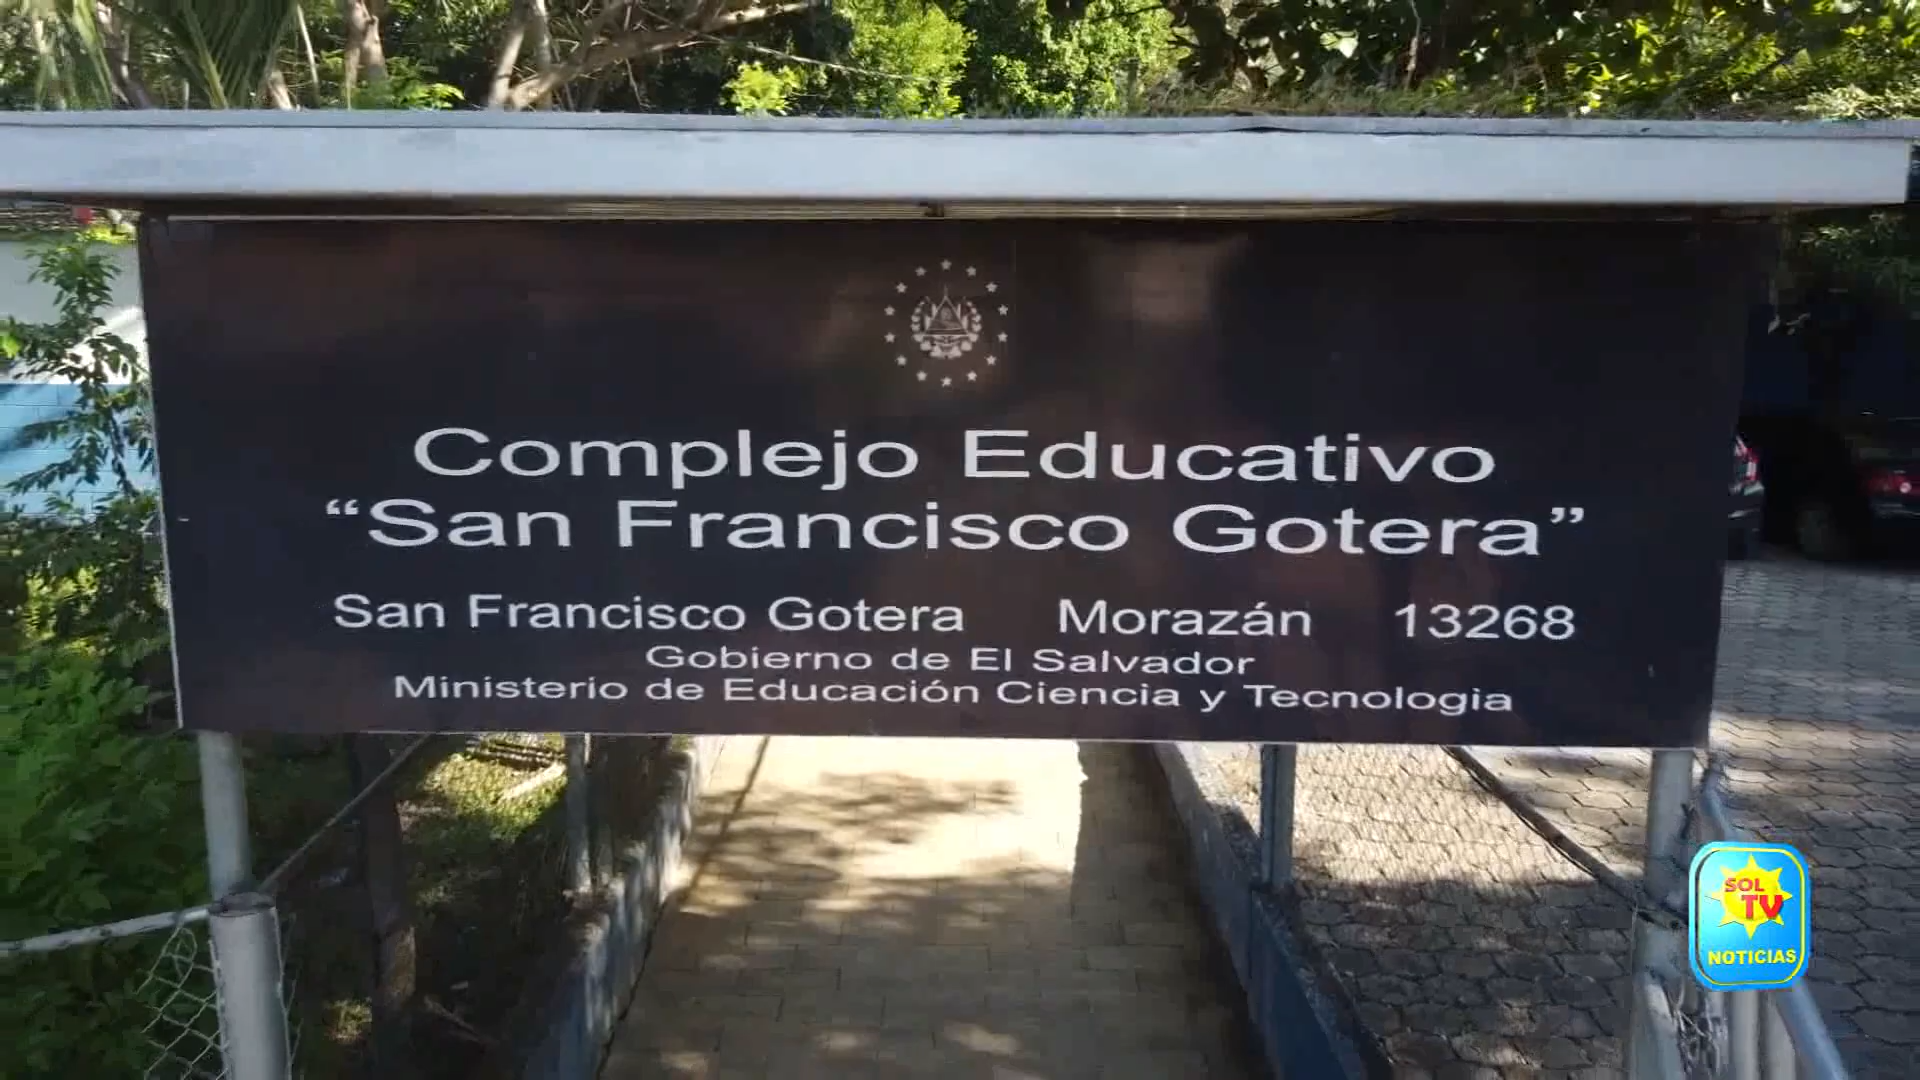 Complejo Educativo
“San Francisco Gotera”
San Francisco Gotera Morazán 13268
Gobierno de El Salvador
Ministerio de Educación Ciencia y Tecnologia
SOL
TV
NOTICIAS